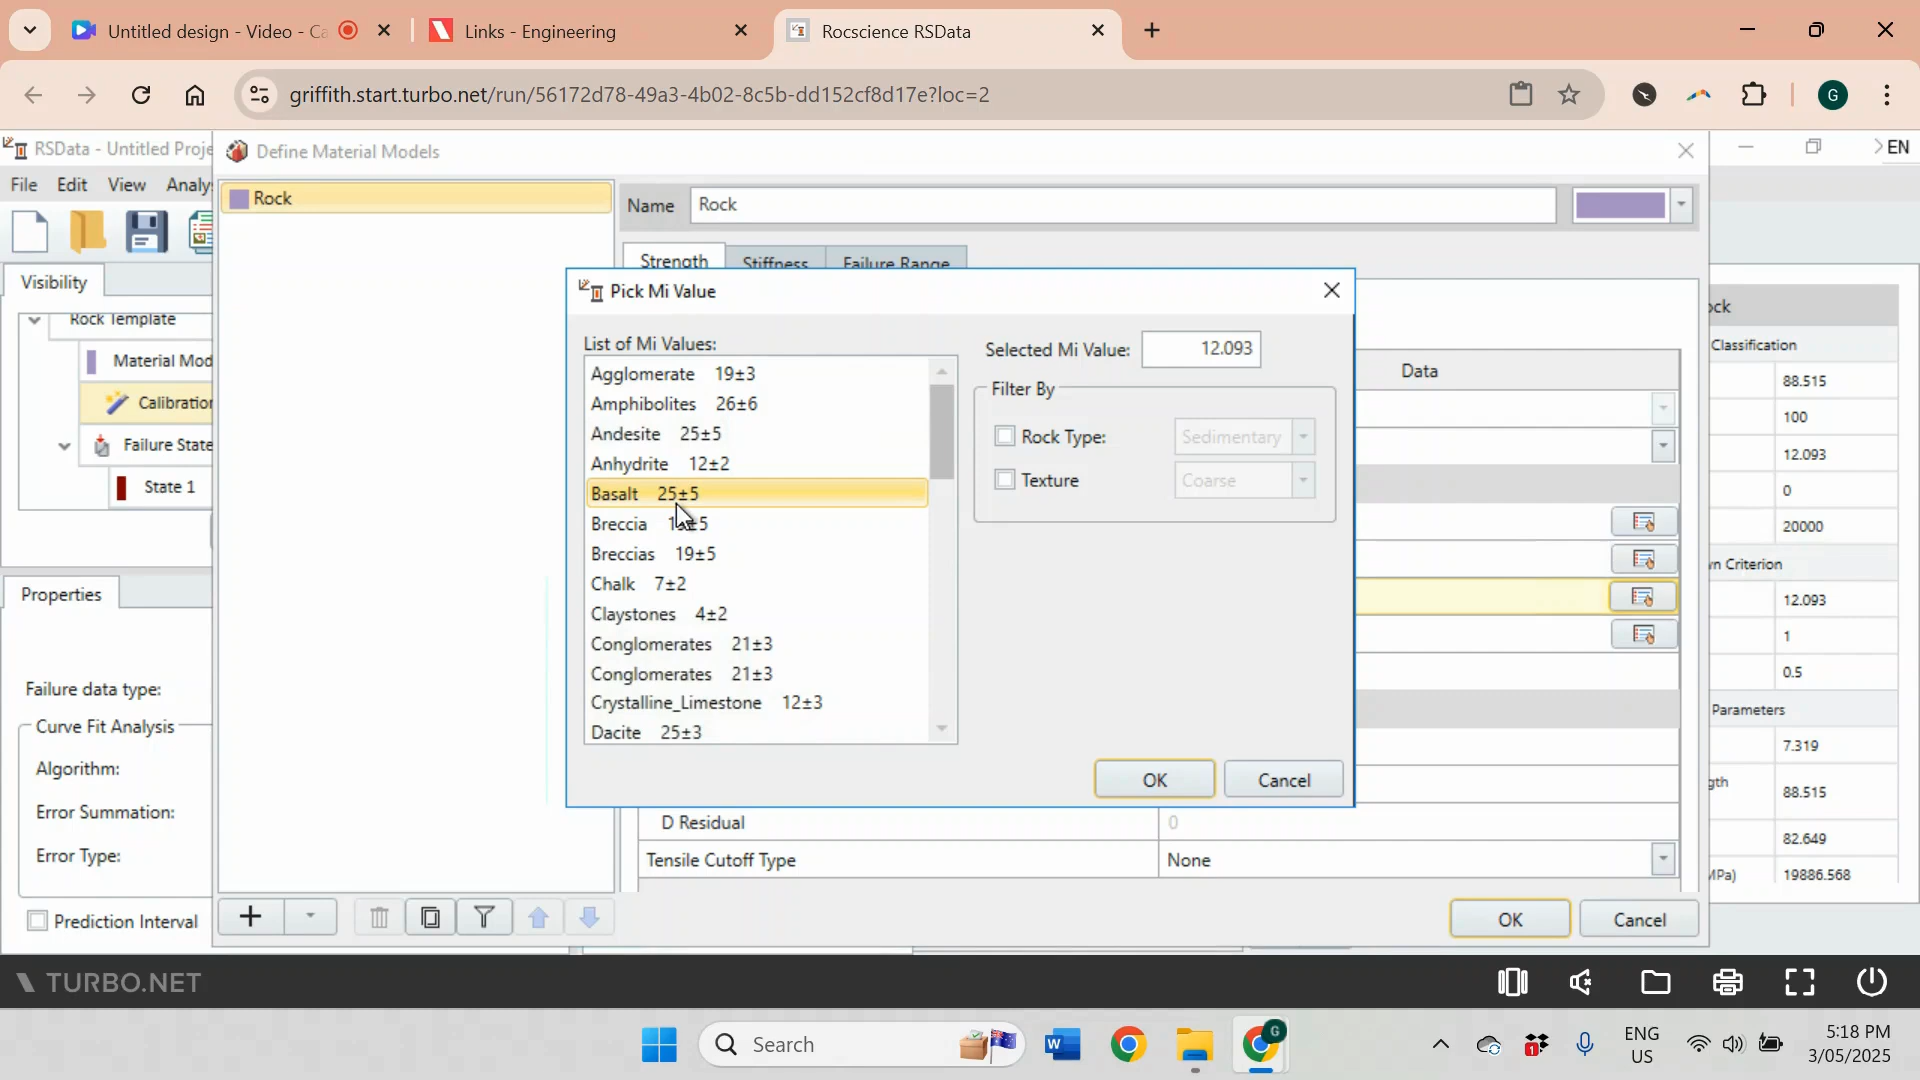 Untitled design - Video - Ca
Links - Engineering
Rocscience RSData
griffith.start.turbo.net/run/56172d78-49a3-4b02-8c5b-dd152cf8d17e?loc=2
G
RSData - Untitled Proje
Define Material Models
EN
File Edit View Analys
Rock
Name Rock
Strength Stiffness Failure Range
Visibility
Rock Template
Material Mod
Calibration
Failure State
State 1
Pick Mi Value
List of Mi Values:
Agglomerate 19±3
Amphibolites 26±6
Andesite 25±5
Anhydrite 12±2
Basalt 25±5
Breccia ±5
Breccias 19±5
Chalk 7±2
Claystones 4±2
Conglomerates 21±3
Conglomerates 21±3
Crystalline_Limestone 12±3
Dacite 25±3
Selected Mi Value: 12.093
Filter By
Rock Type: Sedimentary
Texture Coarse
OK Cancel
Data
ock
Classification
88.515
100
12.093
0
20000
n Criterion
12.093
1
0.5
Parameters
7.319
gth 88.515
82.649
MPa) 19886.568
Properties
Failure data type:
Curve Fit Analysis
Algorithm:
Error Summation:
Error Type:
Prediction Interval
D Residual 0
Tensile Cutoff Type None
OK Cancel
TURBO.NET
Search
W
G
1
ENG
US
5:18 PM
3/05/2025